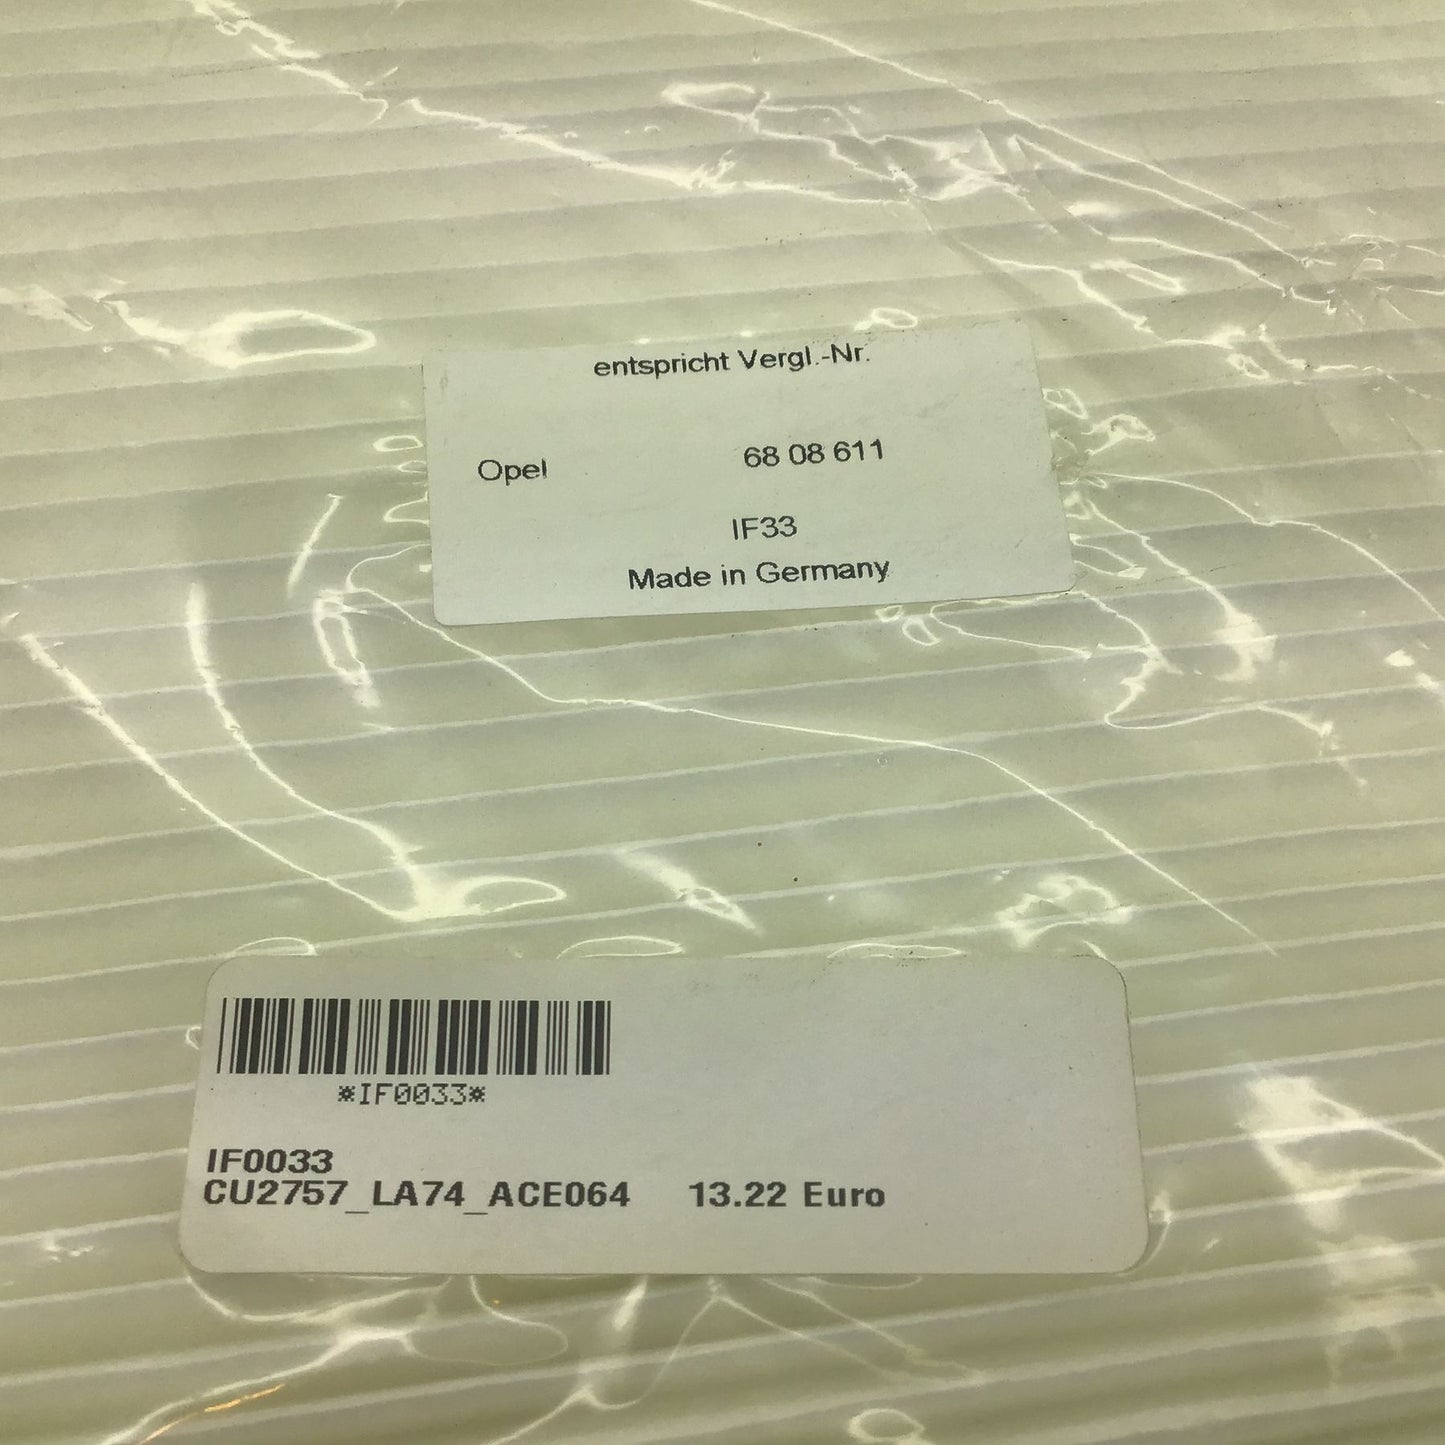 entspricht Vergl.-Nr.
Opel 68 08 611
IF33
Made in Germany
*IF0033*
IF0033
CU2757_LA74_ACE064 13.22 Euro